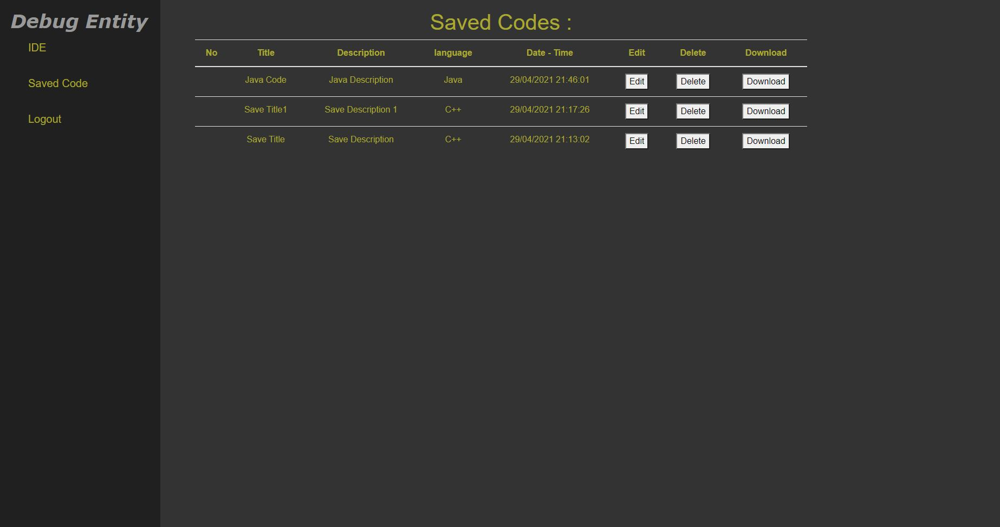 Debug Entity
IDE
Saved Code
Logout
Saved Codes :
No Title Description language Date - Time Edit Delete Download
Java Code Java Description Java 29/04/2021 21:46:01 Edit Delete Download
Save Title1 Save Description 1 C++ 29/04/2021 21:17:26 Edit Delete Download
Save Title Save Description C++ 29/04/2021 21:13:02 Edit Delete Download